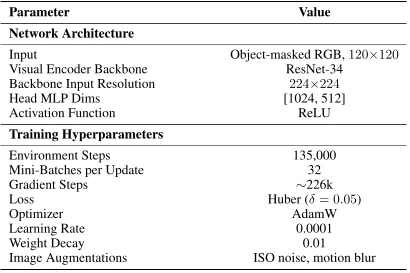 Parameter Value
Network Architecture
Input Object-masked RGB, 120×120
Visual Encoder Backbone ResNet-34
Backbone Input Resolution 224×224
Head MLP Dims [1024, 512]
Activation Function ReLU
Training Hyperparameters
Environment Steps 135,000
Mini-Batches per Update 32
Gradient Steps ∼226k
Loss Huber (δ = 0.05)
Optimizer AdamW
Learning Rate 0.0001
Weight Decay 0.01
Image Augmentations ISO noise, motion blur